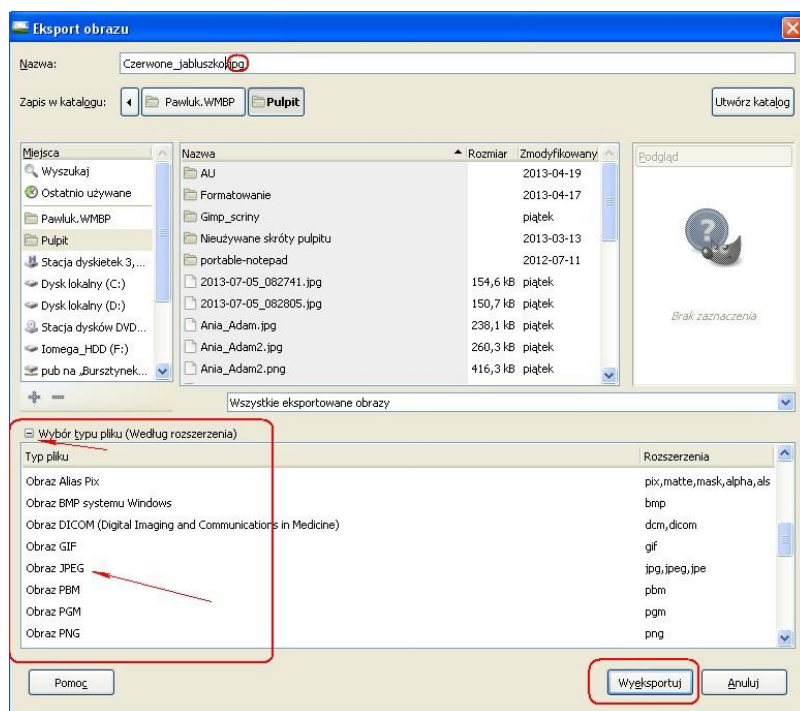 Eksport obrazu
Nazwa: Czerwone_jabluszko.jpg
Zapis w katalogu: Pawluk.WMBP Pulpit Utwórz katalog
Miejsca Nazwa Rozmiar Zmodyfikowany Podgląd
Wyszukaj AU 2013-04-19
Ostatnio używane Formatowanie 2013-04-17
Pawluk.WMBP Gimp_scriny piątek
Pulpit Nieużywane skróty pulpitu 2013-03-13
Stacja dyskietek 3,... portable-notepad 2012-07-11
Dysk lokalny (C:) 2013-07-05_082741.jpg 154,6 kB piątek
Dysk lokalny (D:) 2013-07-05_082805.jpg 150,7 kB piątek
Stacja dysków DVD... Ania_Adam.jpg 238,1 kB piątek Brak zaznaczenia
Iomega_HDD (F:) Ania_Adam2.jpg 260,3 kB piątek
pub na „Bursztynek... Ania_Adam2.png 416,3 kB piątek
Wszystkie eksportowane obrazy
Wybór typu pliku (Według rozszerzenia)
Typ pliku Rozszerzenia
Obraz Alias Pix pix,matte,mask,alpha,als
Obraz BMP systemu Windows bmp
Obraz DICOM (Digital Imaging and Communications in Medicine) dcm,dicom
Obraz GIF gif
Obraz JPEG jpg,jpeg,jpe
Obraz PBM pbm
Obraz PGM pgm
Obraz PNG png
Pomoc Wyeksportuj Anuluj